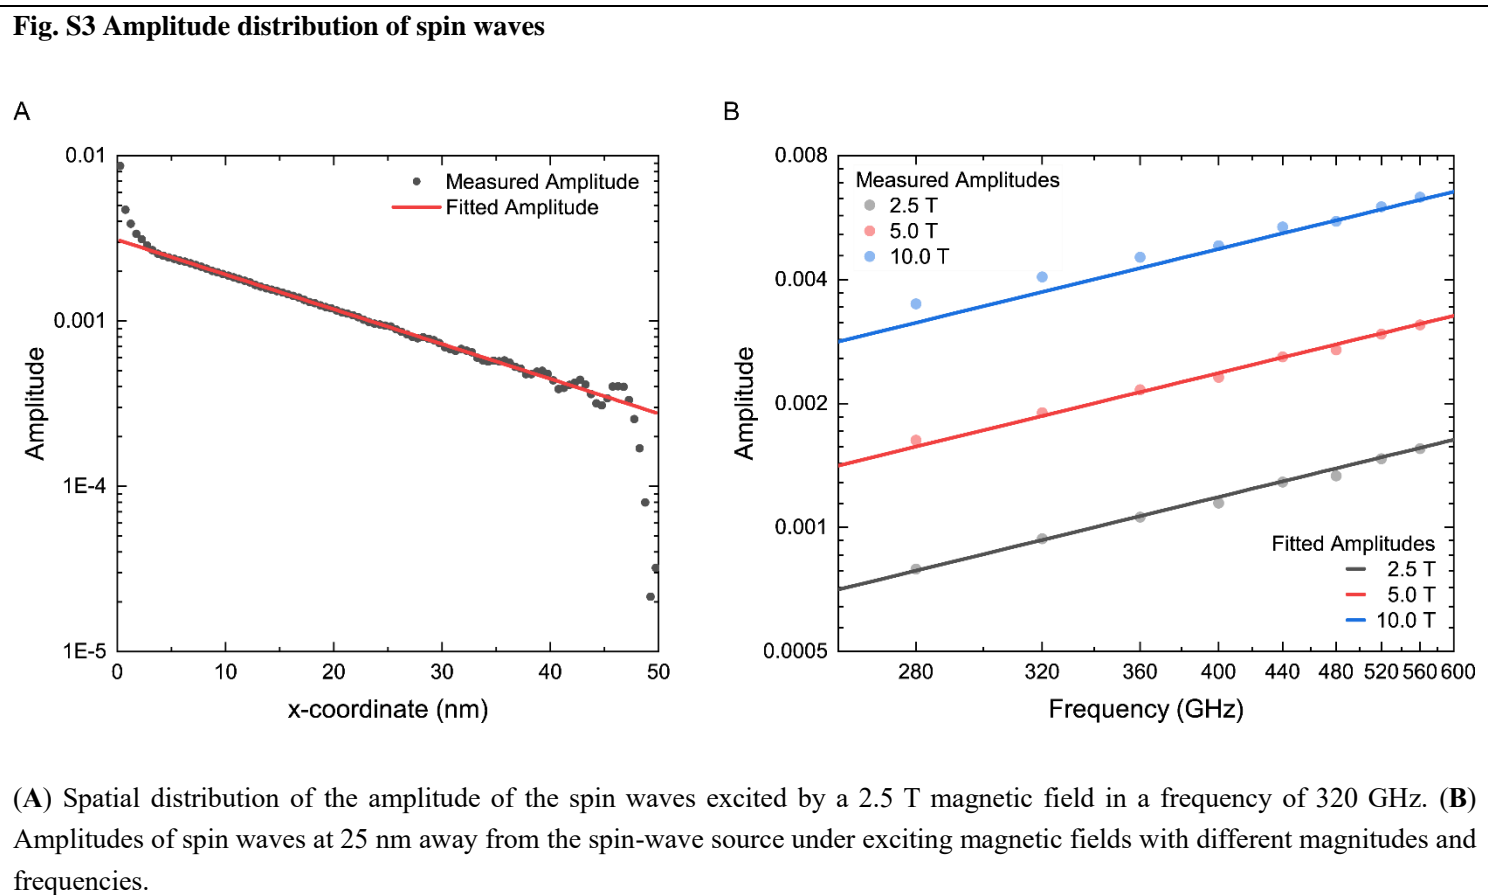 Fig. S3 Amplitude distribution of spin waves
A
0.01
0.001
1E-4
1E-5
Amplitude
Measured Amplitude
Fitted Amplitude
0 10 20 30 40 50
x-coordinate (nm)
B
0.008
0.004
0.002
0.001
0.0005
Amplitude
Measured Amplitudes
2.5 T
5.0 T
10.0 T
Fitted Amplitudes
2.5 T
5.0 T
10.0 T
280 320 360 400 440 480 520 560 600
Frequency (GHz)
(A) Spatial distribution of the amplitude of the spin waves excited by a 2.5 T magnetic field in a frequency of 320 GHz. (B)
Amplitudes of spin waves at 25 nm away from the spin-wave source under exciting magnetic fields with different magnitudes and
frequencies.